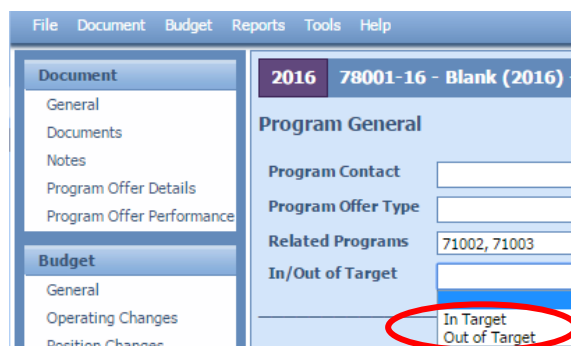 File Document Budget Reports Tools Help
Document
General
Documents
Notes
Program Offer Details
Program Offer Performance
Budget
General
Operating Changes
Position Changes
2016 78001-16 - Blank (2016) -
Program General
Program Contact
Program Offer Type
Related Programs 71002, 71003
In/Out of Target
In Target
Out of Target